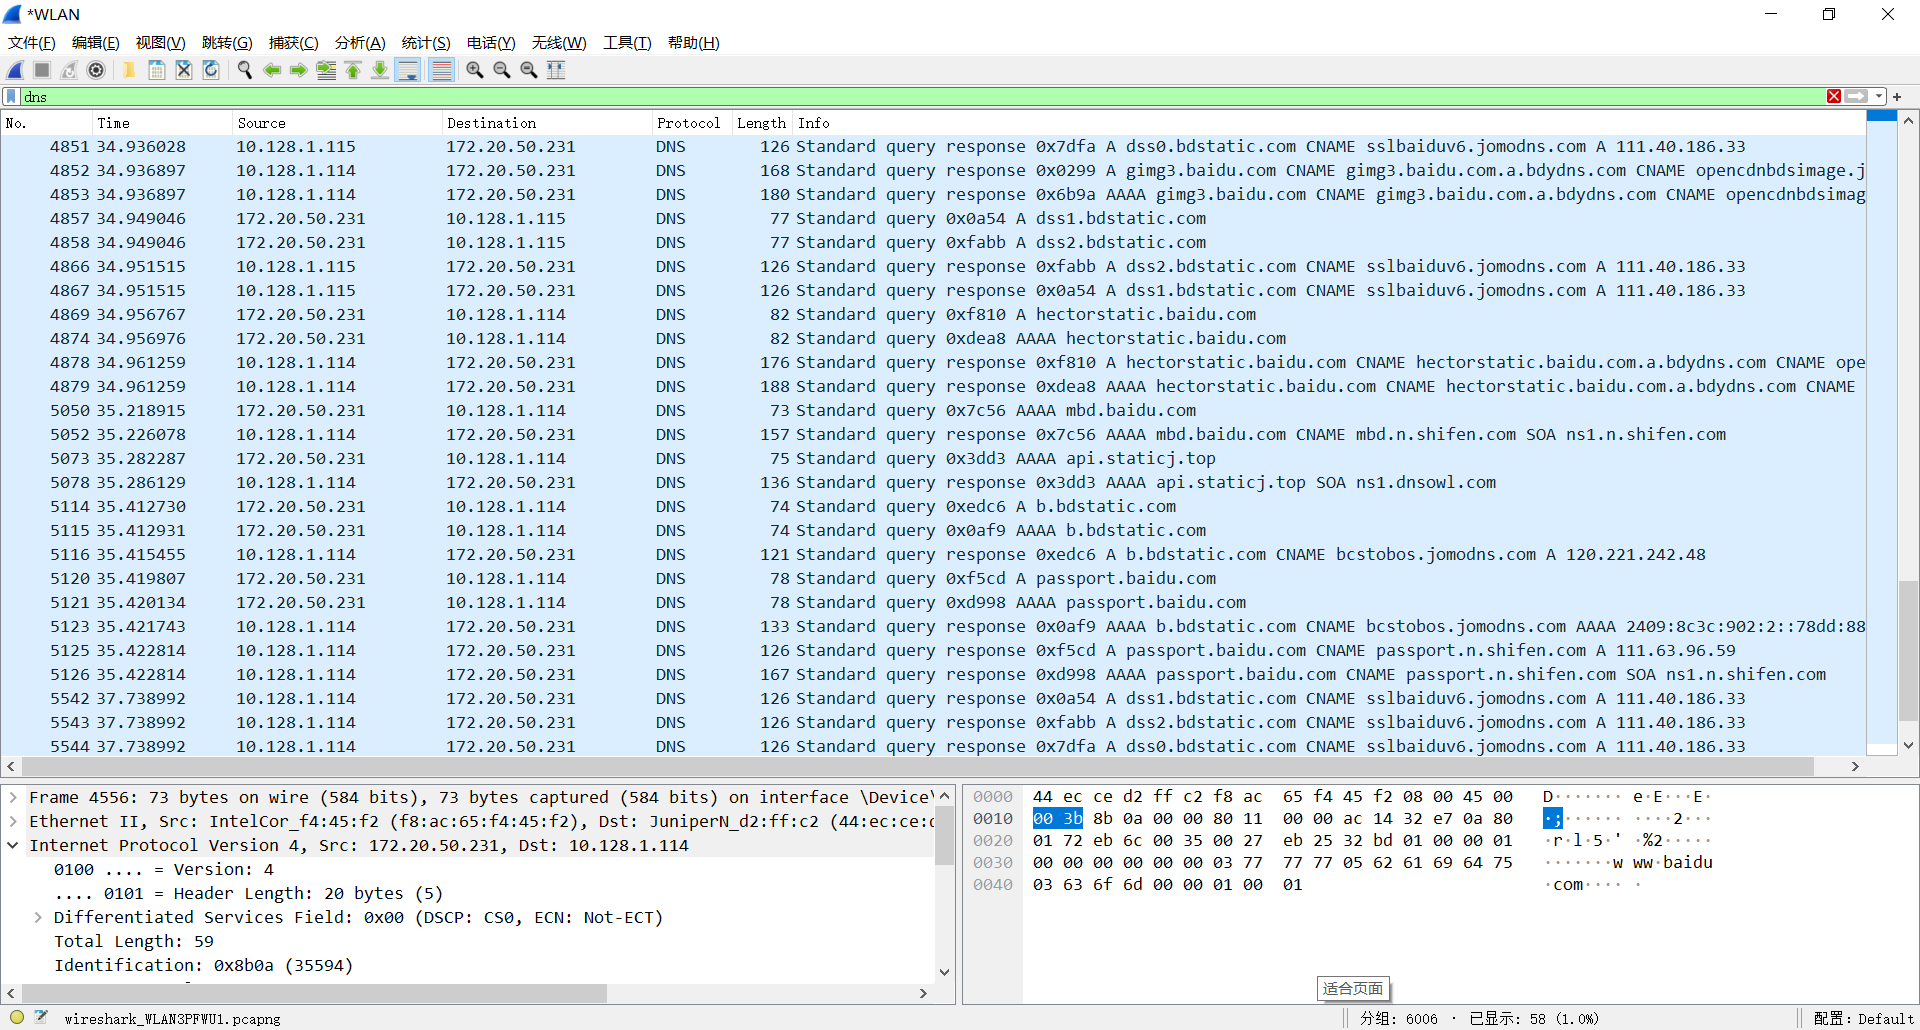 *WLAN
文件(F) 编辑(E) 视图(V) 跳转(G) 捕获(C) 分析(A) 统计(S) 电话(Y) 无线(W) 工具(T) 帮助(H)
dns
No. Time Source Destination Protocol Length Info
4851 34.936028 10.128.1.115 172.20.50.231 DNS 126 Standard query response 0x7dfa A dss0.bdstatic.com CNAME sslbaiduv6.jomodns.com A 111.40.186.33
4852 34.936897 10.128.1.114 172.20.50.231 DNS 168 Standard query response 0x0299 A gimg3.baidu.com CNAME gimg3.baidu.com.a.bdydns.com CNAME opencdnbdsimage.j
4853 34.936897 10.128.1.114 172.20.50.231 DNS 180 Standard query response 0x6b9a AAAA gimg3.baidu.com CNAME gimg3.baidu.com.a.bdydns.com CNAME opencdnbdsimag
4857 34.949046 172.20.50.231 10.128.1.115 DNS 77 Standard query 0x0a54 A dss1.bdstatic.com
4858 34.949046 172.20.50.231 10.128.1.115 DNS 77 Standard query 0xfabb A dss2.bdstatic.com
4866 34.951515 10.128.1.115 172.20.50.231 DNS 126 Standard query response 0xfabb A dss2.bdstatic.com CNAME sslbaiduv6.jomodns.com A 111.40.186.33
4867 34.951515 10.128.1.115 172.20.50.231 DNS 126 Standard query response 0x0a54 A dss1.bdstatic.com CNAME sslbaiduv6.jomodns.com A 111.40.186.33
4869 34.956767 172.20.50.231 10.128.1.114 DNS 82 Standard query 0xf810 A hectorstatic.baidu.com
4874 34.956976 172.20.50.231 10.128.1.114 DNS 82 Standard query 0xdea8 AAAA hectorstatic.baidu.com
4878 34.961259 10.128.1.114 172.20.50.231 DNS 176 Standard query response 0xf810 A hectorstatic.baidu.com CNAME hectorstatic.baidu.com.a.bdydns.com CNAME ope
4879 34.961259 10.128.1.114 172.20.50.231 DNS 188 Standard query response 0xdea8 AAAA hectorstatic.baidu.com CNAME hectorstatic.baidu.com.a.bdydns.com CNAME
5050 35.218915 172.20.50.231 10.128.1.114 DNS 73 Standard query 0x7c56 AAAA mbd.baidu.com
5052 35.226078 10.128.1.114 172.20.50.231 DNS 157 Standard query response 0x7c56 AAAA mbd.baidu.com CNAME mbd.n.shifen.com SOA ns1.n.shifen.com
5073 35.282287 172.20.50.231 10.128.1.114 DNS 75 Standard query 0x3dd3 AAAA api.staticj.top
5078 35.286129 10.128.1.114 172.20.50.231 DNS 136 Standard query response 0x3dd3 AAAA api.staticj.top SOA ns1.dnsowl.com
5114 35.412730 172.20.50.231 10.128.1.114 DNS 74 Standard query 0xedc6 A b.bdstatic.com
5115 35.412931 172.20.50.231 10.128.1.114 DNS 74 Standard query 0x0af9 AAAA b.bdstatic.com
5116 35.415455 10.128.1.114 172.20.50.231 DNS 121 Standard query response 0xedc6 A b.bdstatic.com CNAME bcstobos.jomodns.com A 120.221.242.48
5120 35.419807 172.20.50.231 10.128.1.114 DNS 78 Standard query 0xf5cd A passport.baidu.com
5121 35.420134 172.20.50.231 10.128.1.114 DNS 78 Standard query 0xd998 AAAA passport.baidu.com
5123 35.421743 10.128.1.114 172.20.50.231 DNS 133 Standard query response 0x0af9 AAAA b.bdstatic.com CNAME bcstobos.jomodns.com AAAA 2409:8c3c:902:2::78dd:88
5125 35.422814 10.128.1.114 172.20.50.231 DNS 126 Standard query response 0xf5cd A passport.baidu.com CNAME passport.n.shifen.com A 111.63.96.59
5126 35.422814 10.128.1.114 172.20.50.231 DNS 167 Standard query response 0xd998 AAAA passport.baidu.com CNAME passport.n.shifen.com SOA ns1.n.shifen.com
5542 37.738992 10.128.1.114 172.20.50.231 DNS 126 Standard query response 0x0a54 A dss1.bdstatic.com CNAME sslbaiduv6.jomodns.com A 111.40.186.33
5543 37.738992 10.128.1.114 172.20.50.231 DNS 126 Standard query response 0xfabb A dss2.bdstatic.com CNAME sslbaiduv6.jomodns.com A 111.40.186.33
5544 37.738992 10.128.1.114 172.20.50.231 DNS 126 Standard query response 0x7dfa A dss0.bdstatic.com CNAME sslbaiduv6.jomodns.com A 111.40.186.33
Frame 4556: 73 bytes on wire (584 bits), 73 bytes captured (584 bits) on interface \Device\
Ethernet II, Src: IntelCor_f4:45:f2 (f8:ac:65:f4:45:f2), Dst: JuniperN_d2:ff:c2 (44:ec:ce:d
Internet Protocol Version 4, Src: 172.20.50.231, Dst: 10.128.1.114
0100 .... = Version: 4
.... 0101 = Header Length: 20 bytes (5)
Differentiated Services Field: 0x00 (DSCP: CS0, ECN: Not-ECT)
Total Length: 59
Identification: 0x8b0a (35594)
0000 44 ec ce d2 ff c2 f8 ac 65 f4 45 f2 08 00 45 00 D······· e·E···E·
0010 00 3b 8b 0a 00 00 80 11 00 00 ac 14 32 e7 0a 80 ·;······ ····2···
0020 01 72 eb 6c 00 35 00 27 eb 25 32 bd 01 00 00 01 ·r·l·5·' ·%2·····
0030 00 00 00 00 00 00 03 77 77 77 05 62 61 69 64 75 ·······w ww·baidu
0040 03 63 6f 6d 00 00 01 00 01 ·com···· ·
适合页面
wireshark_WLAN3PFWU1.pcapng 分组: 6006 · 已显示: 58 (1.0%) 配置: Default